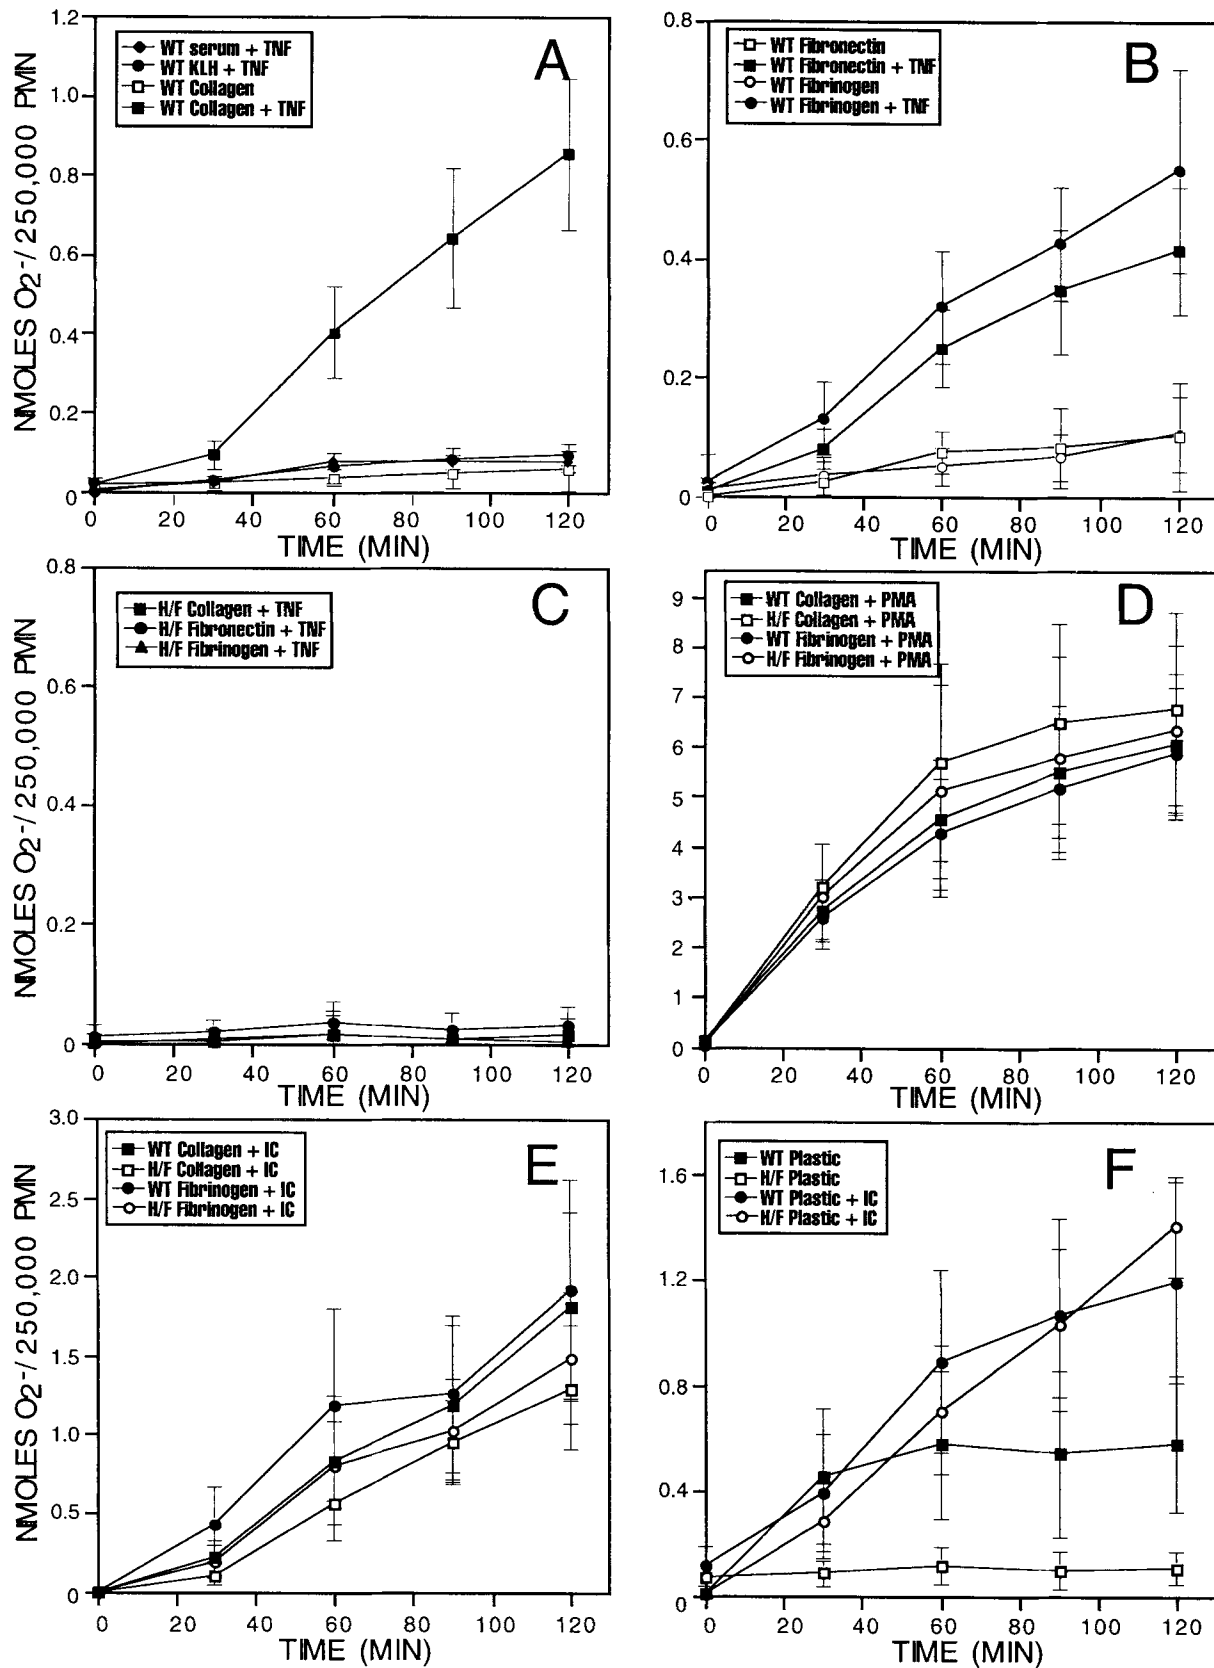 NMOLES O2-/ 250,000 PMN
1.2
1.0
0.8
0.6
0.4
0.2
0
WT serum + TNF
WT KLH + TNF
WT Collagen
WT Collagen + TNF
A
0 20 40 60 80 100 120
TIME (MIN)
0.8
0.6
0.4
0.2
0
WT Fibronectin
WT Fibronectin + TNF
WT Fibrinogen
WT Fibrinogen + TNF
B
0 20 40 60 80 100 120
TIME (MIN)
NMOLES O2-/ 250,000 PMN
0.8
0.6
0.4
0.2
0
H/F Collagen + TNF
H/F Fibronectin + TNF
H/F Fibrinogen + TNF
C
0 20 40 60 80 100 120
TIME (MIN)
9
8
7
6
5
4
3
2
1
0
WT Collagen + PMA
H/F Collagen + PMA
WT Fibrinogen + PMA
H/F Fibrinogen + PMA
D
0 20 40 60 80 100 120
TIME (MIN)
NMOLES O2-/ 250,000 PMN
3.0
2.5
2.0
1.5
1.0
0.5
0
WT Collagen + IC
H/F Collagen + IC
WT Fibrinogen + IC
H/F Fibrinogen + IC
E
0 20 40 60 80 100 120
TIME (MIN)
1.6
1.2
0.8
0.4
0
WT Plastic
H/F Plastic
WT Plastic + IC
H/F Plastic + IC
F
0 20 40 60 80 100 120
TIME (MIN)